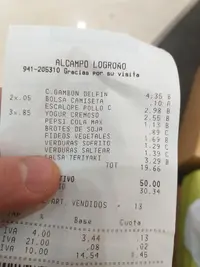 ALCAMPO LOGROÑO
941-205310 Gracias por su visita
C.GAMBON DELFIN 4.35 B
2x.05 BOLSA CAMISETA .10 A
ESCALOPE POLLO C 2.98 B
3x.85 YOGUR CREMOSO 2.55 B
PEPSI COLA MAX 1.13 B
BROTES DE SOJA .89 C
FIDEOS VEGETALES 1.69 B
VERDURAS SOFRITO 1.29 C
VERDURAS SALTEAR 1.39 C
SALSA TERIYAKI 3.29 B
TOT 19.66
TIVO 50.00
30.34
ART. VENDIDOS - 13
% Base Cuota
IVA 4.00 3.44 .13
IVA 21.00 .08 .02
IVA 10.00 14.54 1.45